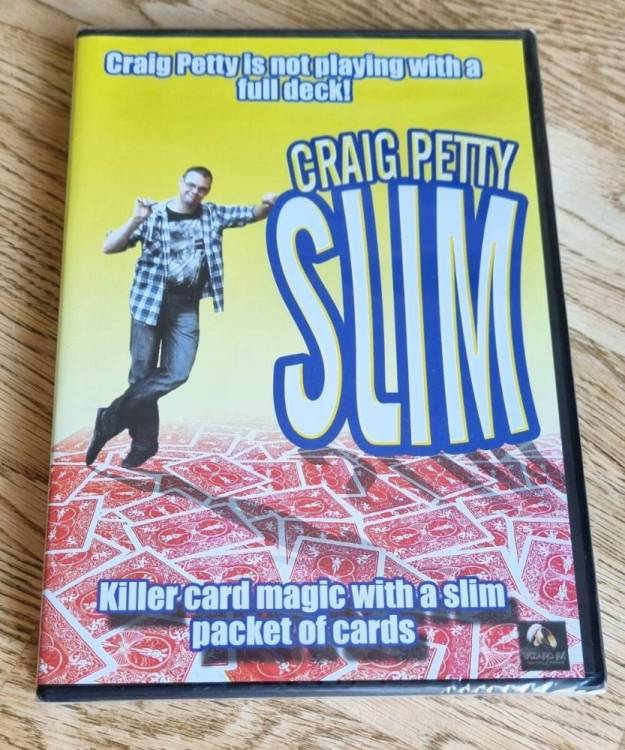 Craig Petty is not playing with a
full deck!
CRAIG PETTY
SLIM
Killer card magic with a slim
packet of cards